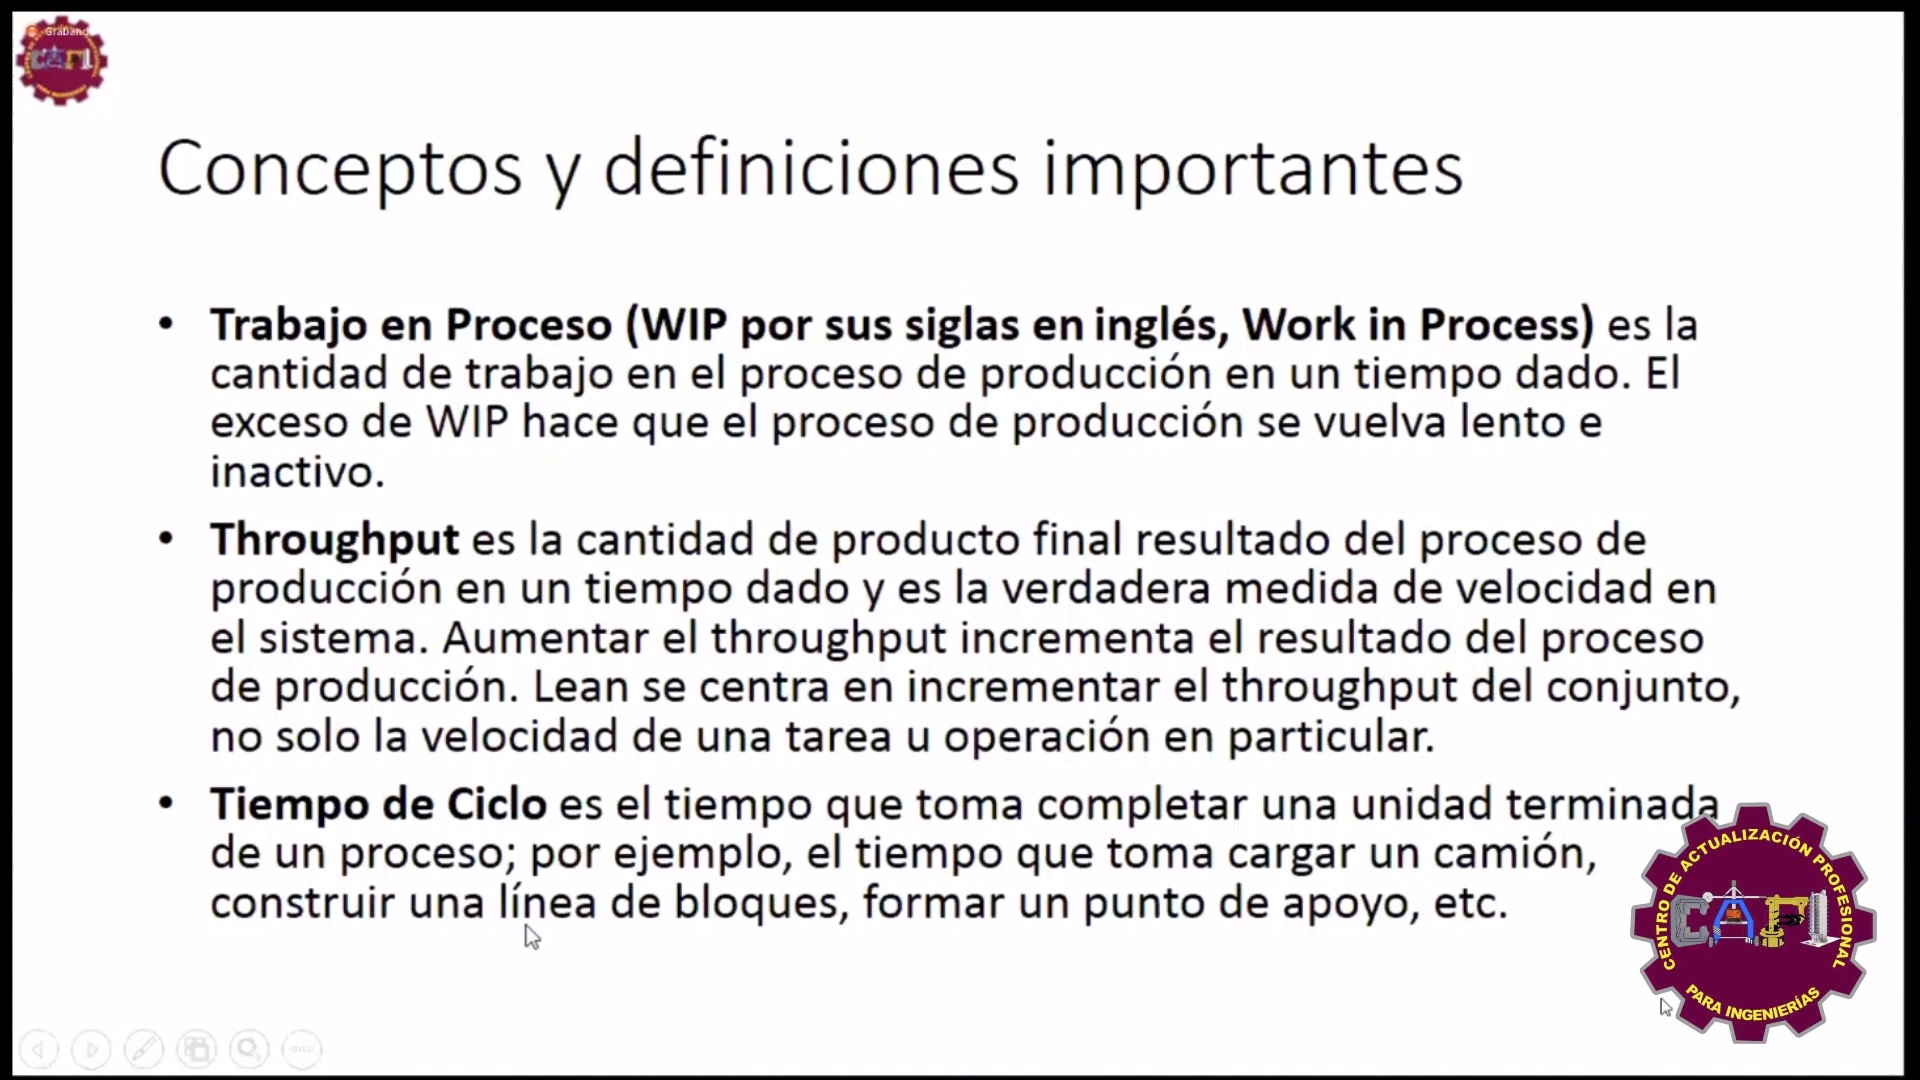 Grabando
Conceptos y definiciones importantes
• Trabajo en Proceso (WIP por sus siglas en inglés, Work in Process) es la
cantidad de trabajo en el proceso de producción en un tiempo dado. El
exceso de WIP hace que el proceso de producción se vuelva lento e
inactivo.
• Throughput es la cantidad de producto final resultado del proceso de
producción en un tiempo dado y es la verdadera medida de velocidad en
el sistema. Aumentar el throughput incrementa el resultado del proceso
de producción. Lean se centra en incrementar el throughput del conjunto,
no solo la velocidad de una tarea u operación en particular.
• Tiempo de Ciclo es el tiempo que toma completar una unidad terminada
de un proceso; por ejemplo, el tiempo que toma cargar un camión,
construir una línea de bloques, formar un punto de apoyo, etc.
CENTRO DE ACTUALIZACIÓN PROFESIONAL
CAPI
PARA INGENIERÍAS